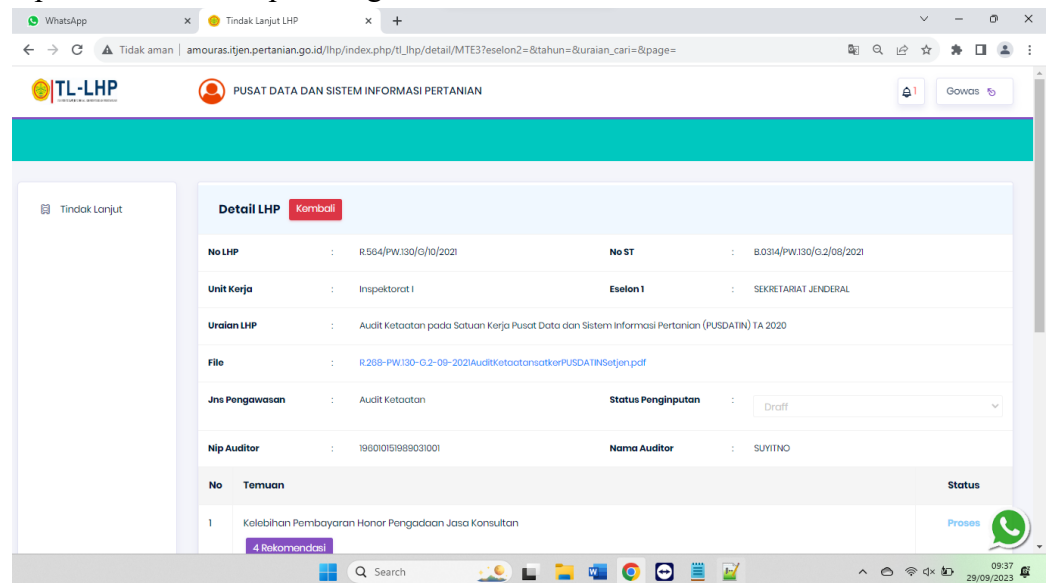 WhatsApp
Tindak Lanjut LHP
Tidak aman | amouras.itjen.pertanian.go.id/lhp/index.php/tl_lhp/detail/MTE3?eselon2=&tahun=&uraian_cari=&page=
TL-LHP
PUSAT DATA DAN SISTEM INFORMASI PERTANIAN
1
Gowas
Tindak Lanjut
Detail LHP Kembali
No LHP : R.564/PW.130/G/10/2021 No ST : B.0314/PW.130/G.2/08/2021
Unit Kerja : Inspektorat I Eselon 1 : SEKRETARIAT JENDERAL
Uraian LHP : Audit Ketaatan pada Satuan Kerja Pusat Data dan Sistem Informasi Pertanian (PUSDATIN) TA 2020
File : R.268-PW.130-G.2-09-2021AuditKetaatansatkerPUSDATINSetjen.pdf
Jns Pengawasan : Audit Ketaatan Status Penginputan : Draff
Nip Auditor : 196010151989031001 Nama Auditor : SUYITNO
No Temuan Status
1 Kelebihan Pembayaran Honor Pengadaan Jasa Konsultan Proses
4 Rekomendasi
Search
09:37
29/09/2023